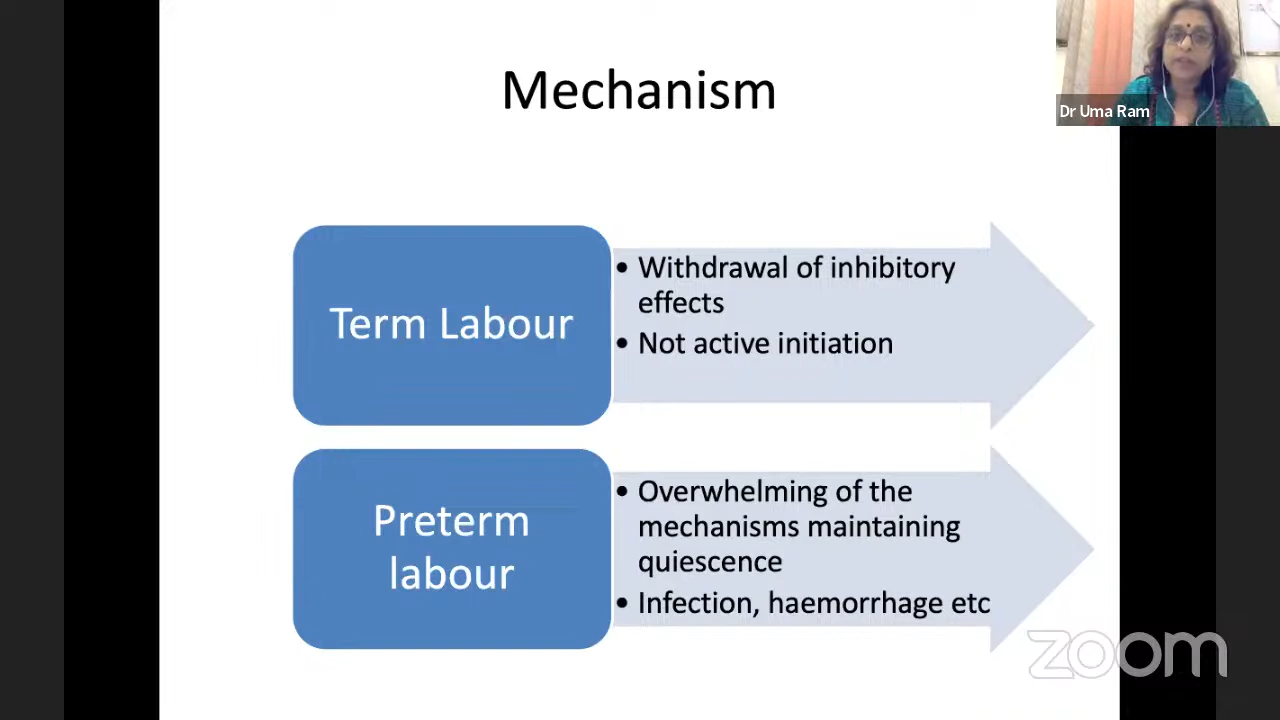 Mechanism
Dr Uma Ram
Term Labour
• Withdrawal of inhibitory
effects
• Not active initiation
Preterm
labour
• Overwhelming of the
mechanisms maintaining
quiescence
• Infection, haemorrhage etc
zoom